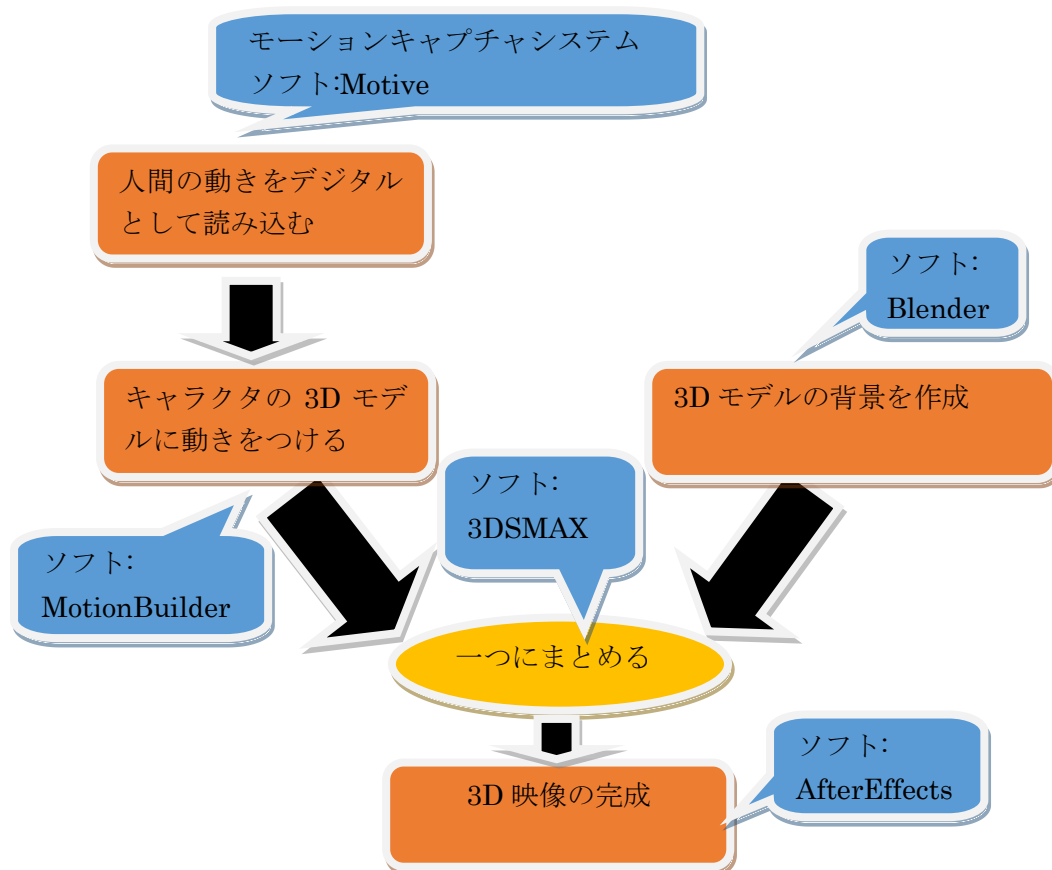 モーションキャプチャシステム
ソフト:Motive
人間の動きをデジタル
として読み込む
ソフト:
Blender
キャラクタの 3D モデ
ルに動きをつける
3D モデルの背景を作成
ソフト:
3DSMAX
ソフト:
MotionBuilder
一つにまとめる
ソフト:
AfterEffects
3D 映像の完成